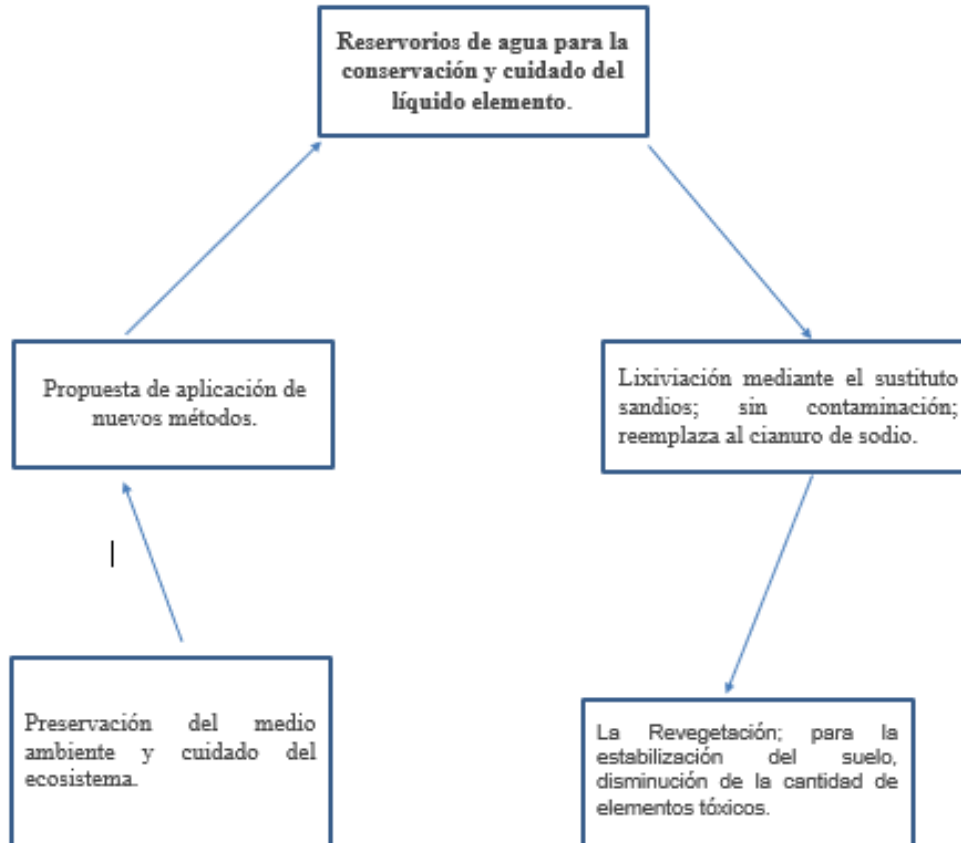 Reservorios de agua para la
conservación y cuidado del
líquido elemento.
Propuesta de aplicación de
nuevos métodos.
Lixiviación mediante el sustituto
sandios; sin contaminación;
reemplaza al cianuro de sodio.
Preservación del medio
ambiente y cuidado del
ecosistema.
La Revegetación; para la
estabilización del suelo,
disminución de la cantidad de
elementos tóxicos.